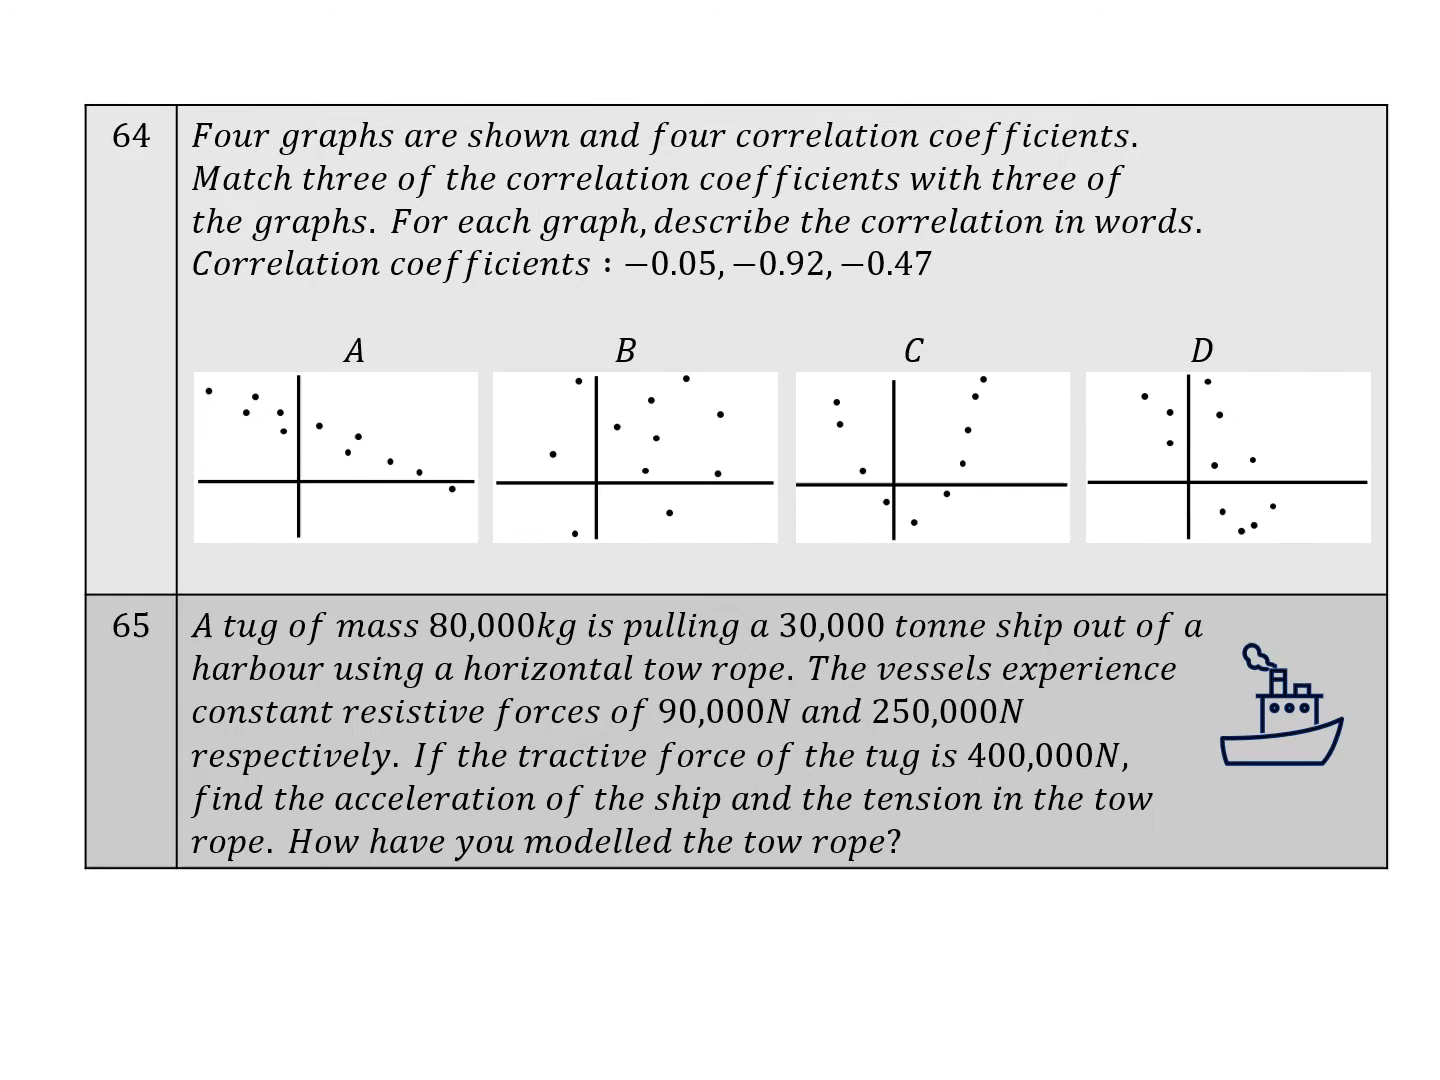 64
Four graphs are shown and four correlation coefficients.
Match three of the correlation coefficients with three of
the graphs. For each graph, describe the correlation in words.
Correlation coefficients : −0.05, −0.92, −0.47
A B C D
65
A tug of mass 80,000kg is pulling a 30,000 tonne ship out of a
harbour using a horizontal tow rope. The vessels experience
constant resistive forces of 90,000N and 250,000N
respectively. If the tractive force of the tug is 400,000N,
find the acceleration of the ship and the tension in the tow
rope. How have you modelled the tow rope?